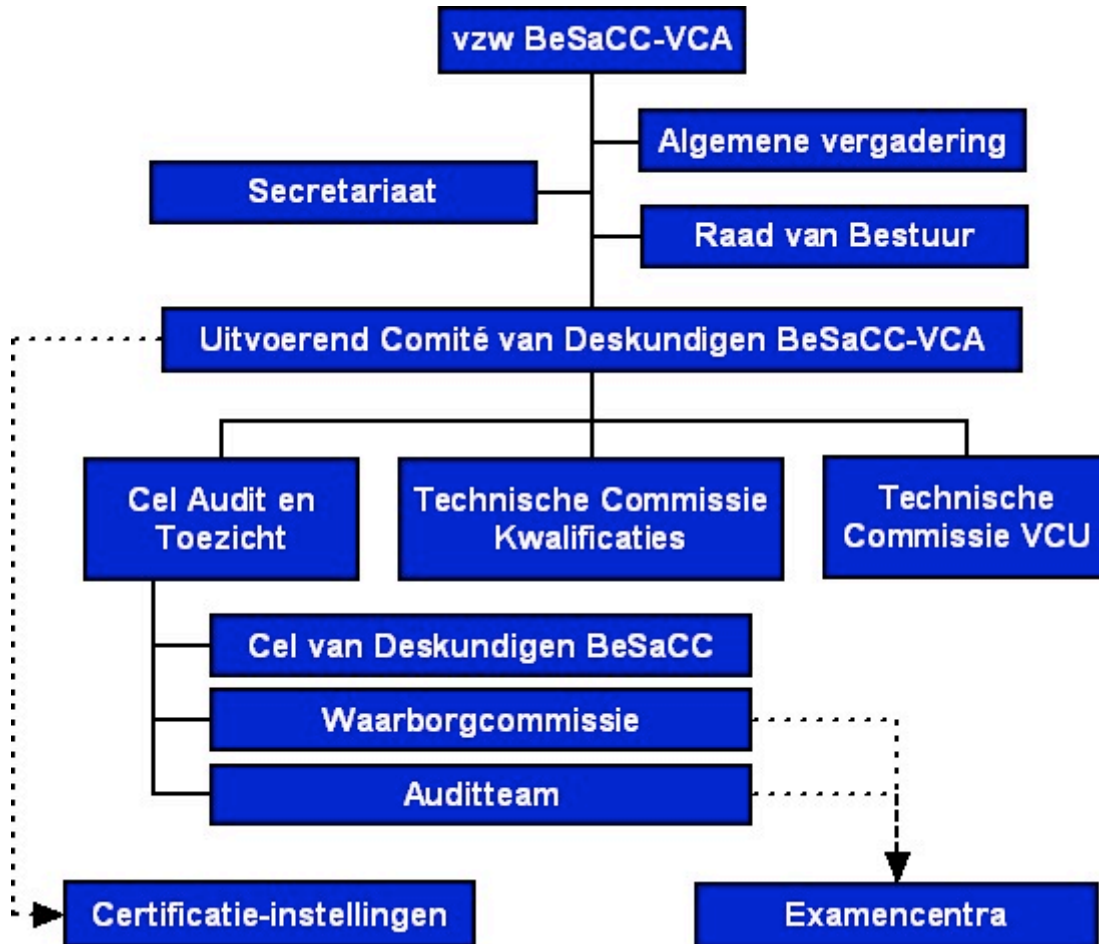 vzw BeSaCC-VCA
Algemene vergadering
Secretariaat
Raad van Bestuur
Uitvoerend Comité van Deskundigen BeSaCC-VCA
Cel Audit en
Toezicht
Technische Commissie
Kwalificaties
Technische
Commissie VCU
Cel van Deskundigen BeSaCC
Waarborgcommissie
Auditteam
Certificatie-instellingen
Examencentra